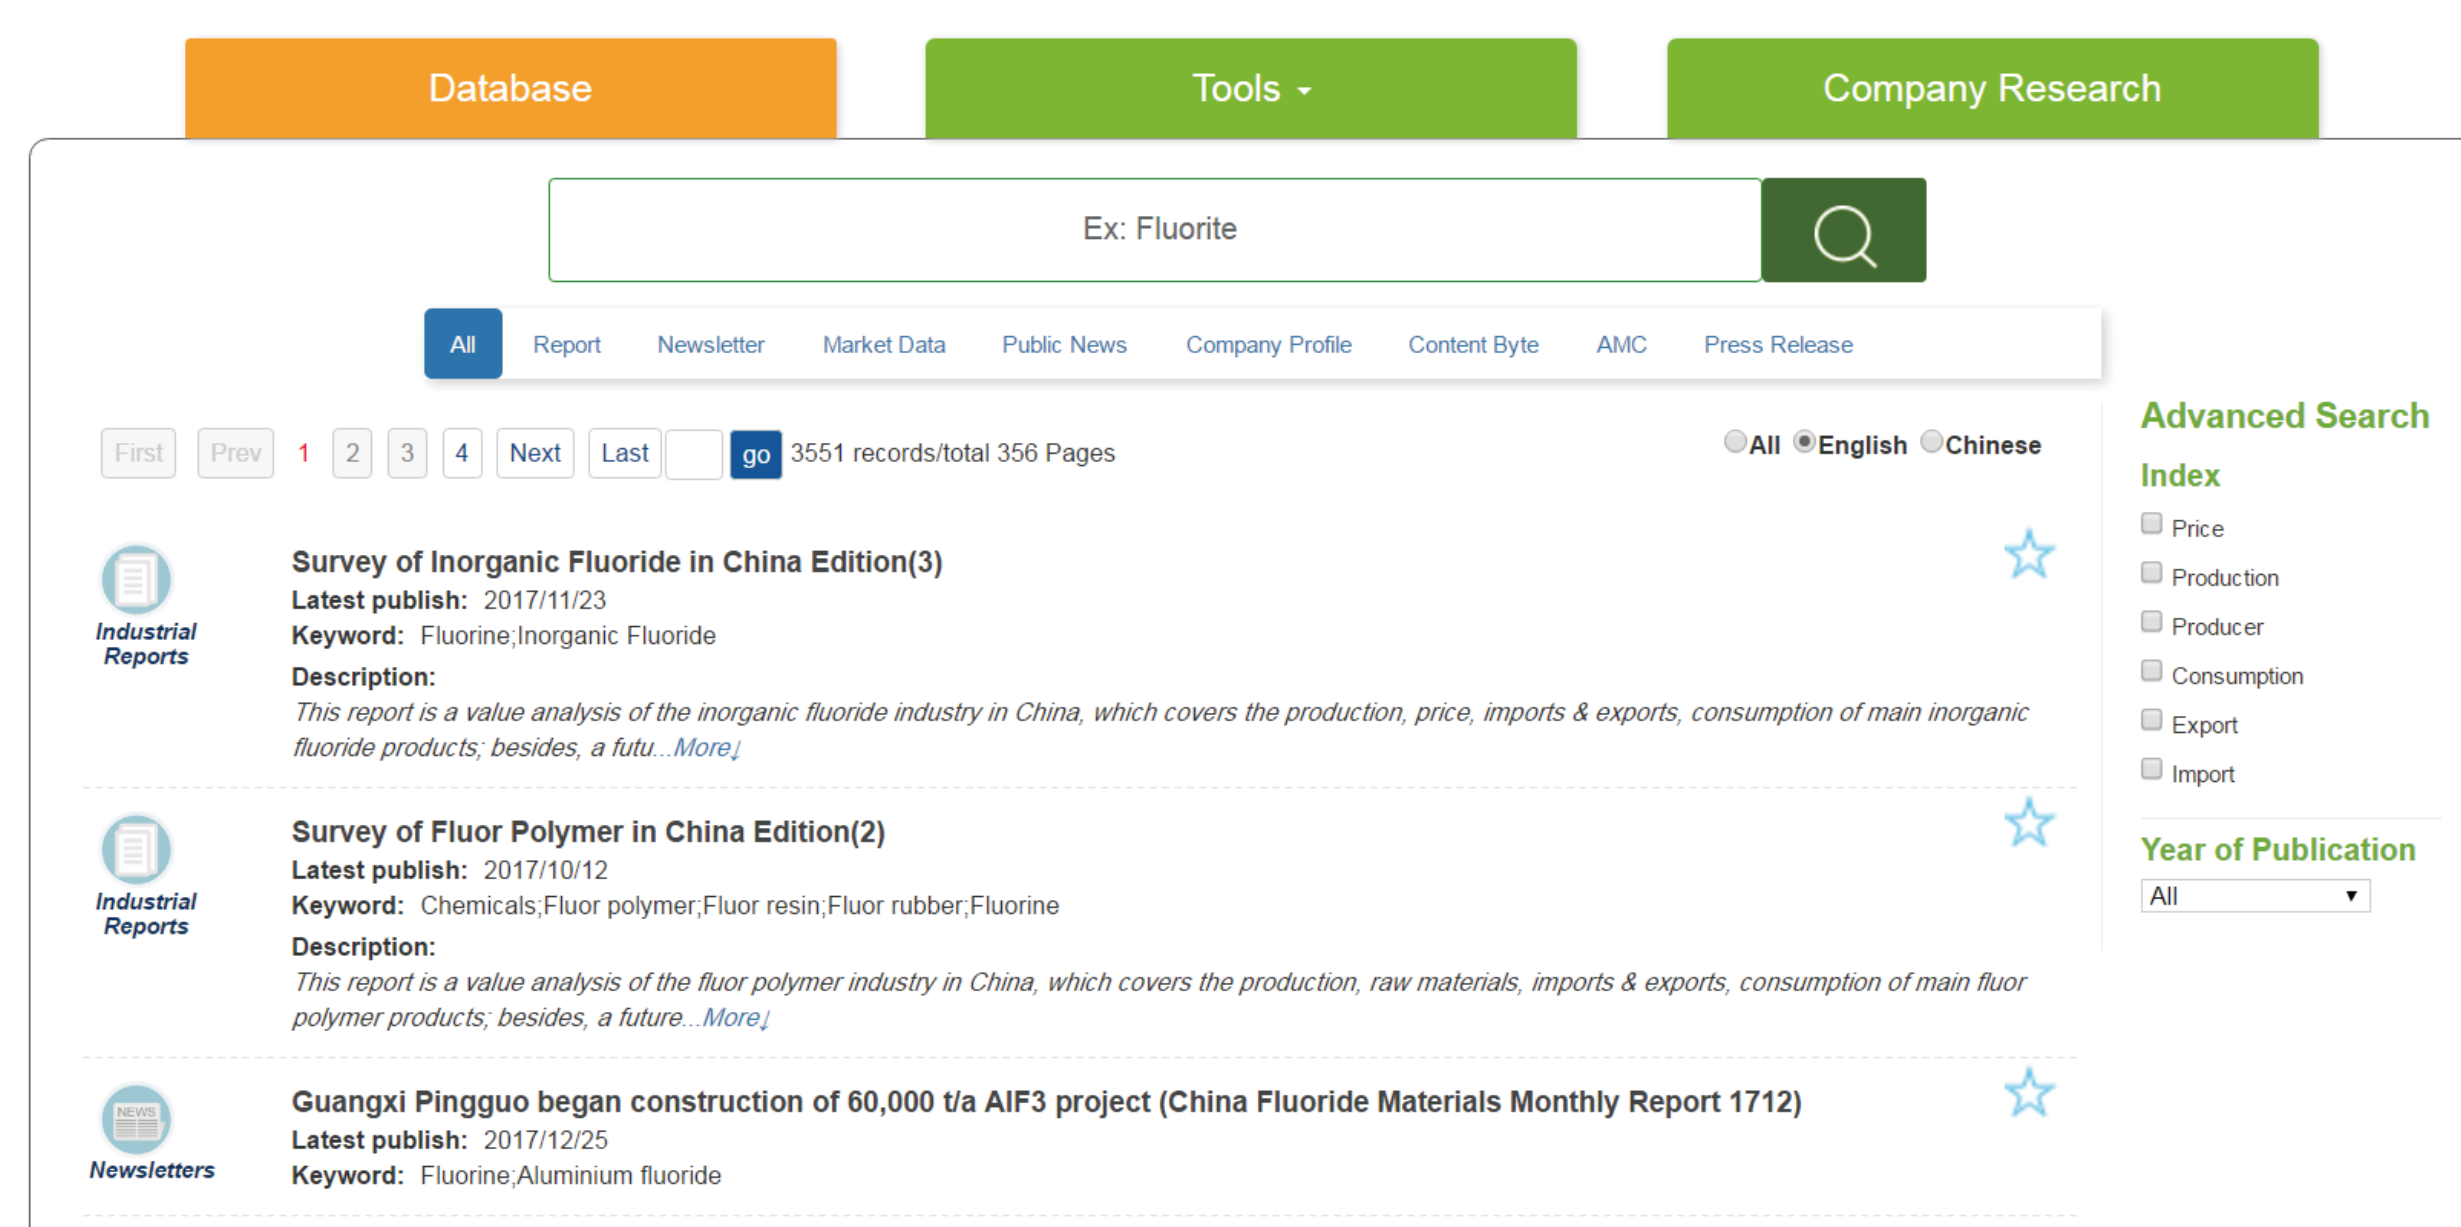 Database
Tools
Company Research
Ex: Fluorite
All Report Newsletter Market Data Public News Company Profile Content Byte AMC Press Release
First Prev 1 2 3 4 Next Last go 3551 records/total 356 Pages
All English Chinese
Advanced Search
Index
Price
Production
Producer
Consumption
Export
Import
Year of Publication
All
Industrial
Reports
Survey of Inorganic Fluoride in China Edition(3)
Latest publish: 2017/11/23
Keyword: Fluorine;Inorganic Fluoride
Description:
This report is a value analysis of the inorganic fluoride industry in China, which covers the production, price, imports & exports, consumption of main inorganic
fluoride products; besides, a futu...More↓
Industrial
Reports
Survey of Fluor Polymer in China Edition(2)
Latest publish: 2017/10/12
Keyword: Chemicals;Fluor polymer;Fluor resin;Fluor rubber;Fluorine
Description:
This report is a value analysis of the fluor polymer industry in China, which covers the production, raw materials, imports & exports, consumption of main fluor
polymer products; besides, a future...More↓
NEWS
Newsletters
Guangxi Pingguo began construction of 60,000 t/a AlF3 project (China Fluoride Materials Monthly Report 1712)
Latest publish: 2017/12/25
Keyword: Fluorine;Aluminium fluoride